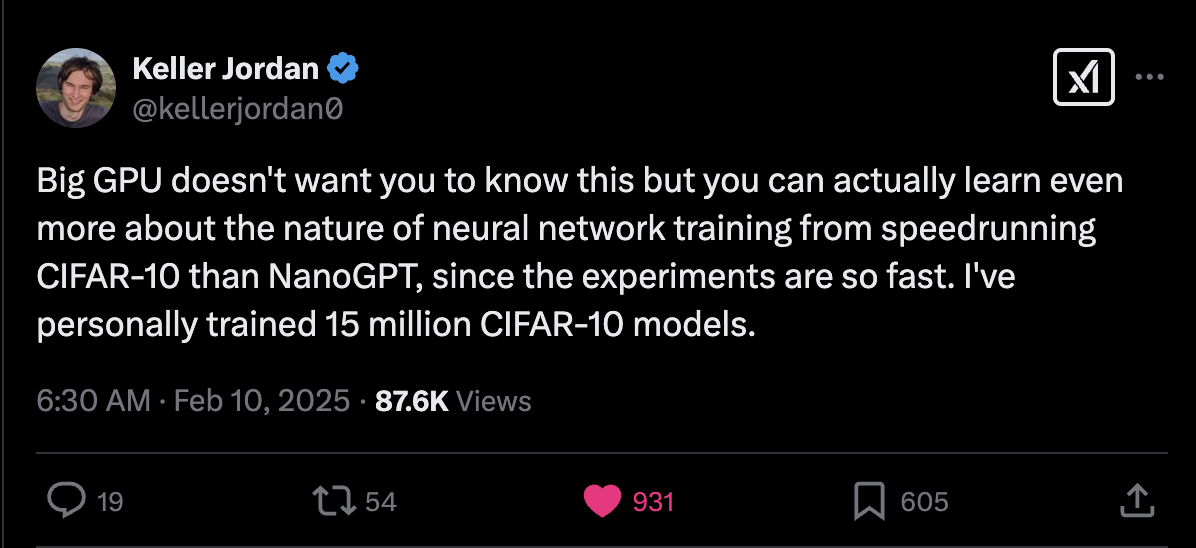 Keller Jordan
@kellerjordan0
Big GPU doesn't want you to know this but you can actually learn even
more about the nature of neural network training from speedrunning
CIFAR-10 than NanoGPT, since the experiments are so fast. I've
personally trained 15 million CIFAR-10 models.
6:30 AM · Feb 10, 2025 · 87.6K Views
19 54 931 605